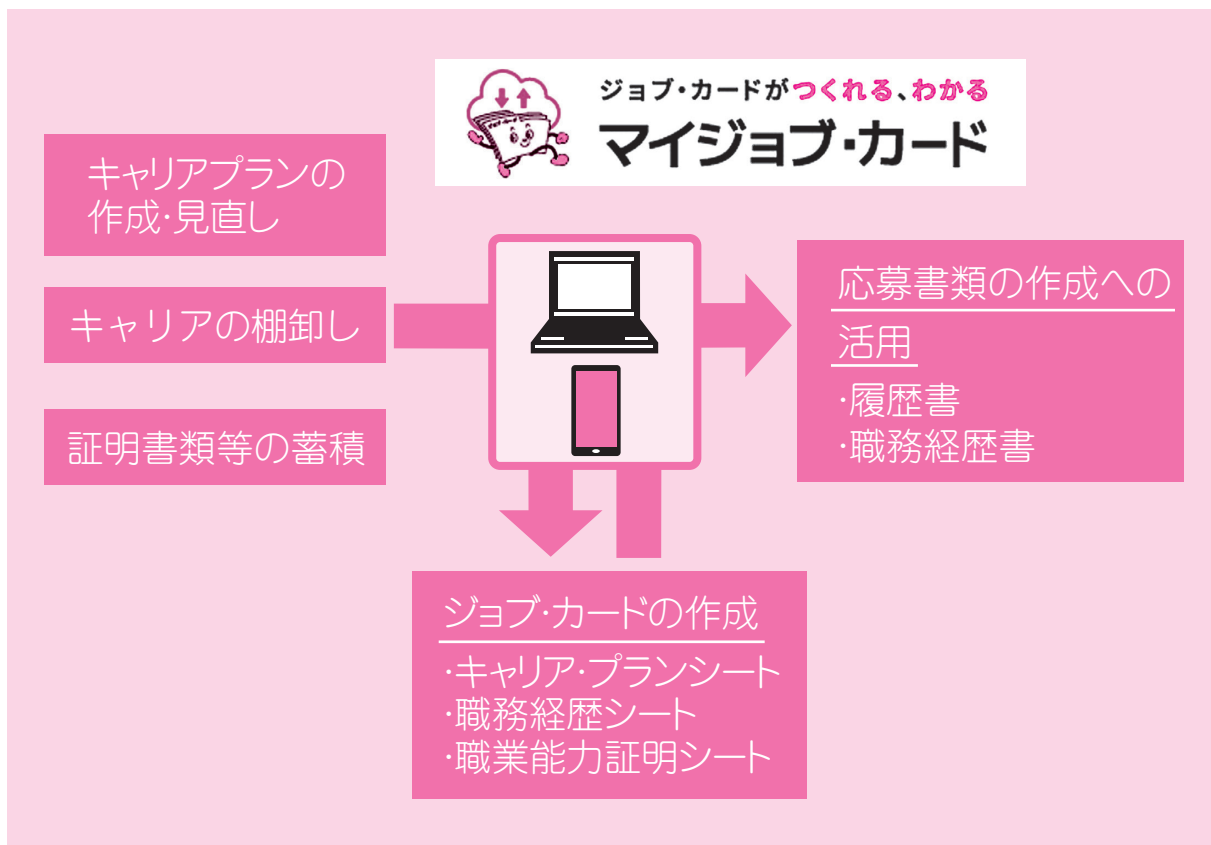 ジョブ・カードがつくれる、わかる
マイジョブ・カード
キャリアプランの
作成・見直し
キャリアの棚卸し
証明書類等の蓄積
応募書類の作成への
活用
・履歴書
・職務経歴書
ジョブ・カードの作成
・キャリア・プランシート
・職務経歴シート
・職業能力証明シート